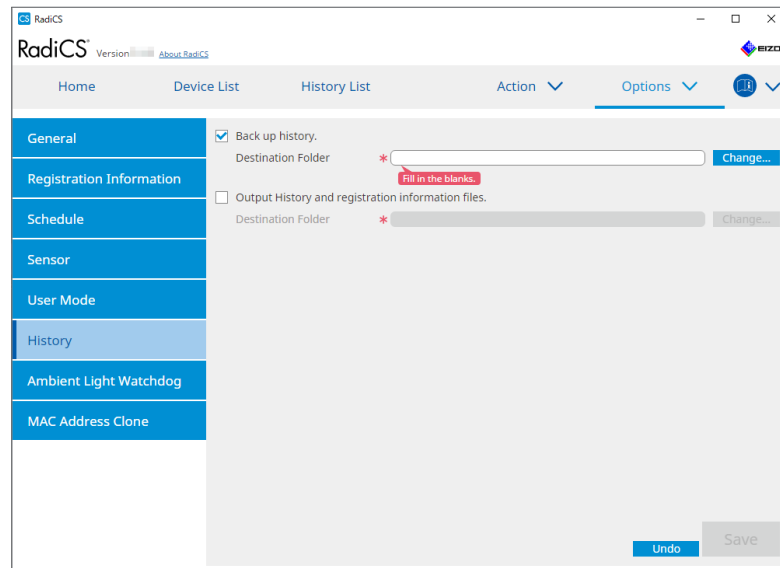 CS RadiCS
RadiCS® Version About RadiCS EIZO
Home Device List History List Action Options
General
Registration Information
Schedule
Sensor
User Mode
History
Ambient Light Watchdog
MAC Address Clone
Back up history.
Destination Folder * Change...
Fill in the blanks.
Output History and registration information files.
Destination Folder * Change...
Undo Save